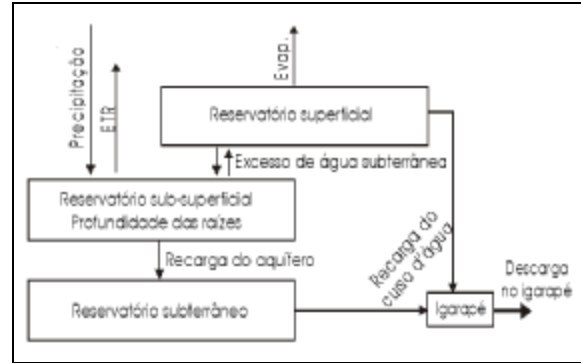 Precipitação
ETR
Evap.
Reservatório superficial
Excesso de água subterrânea
Reservatório sub-superficial
Profundidade das raízes
Recarga do aquífero
Recarga do
curso d'água
Descarga
no igarapé
Reservatório subterrâneo
Igarapé